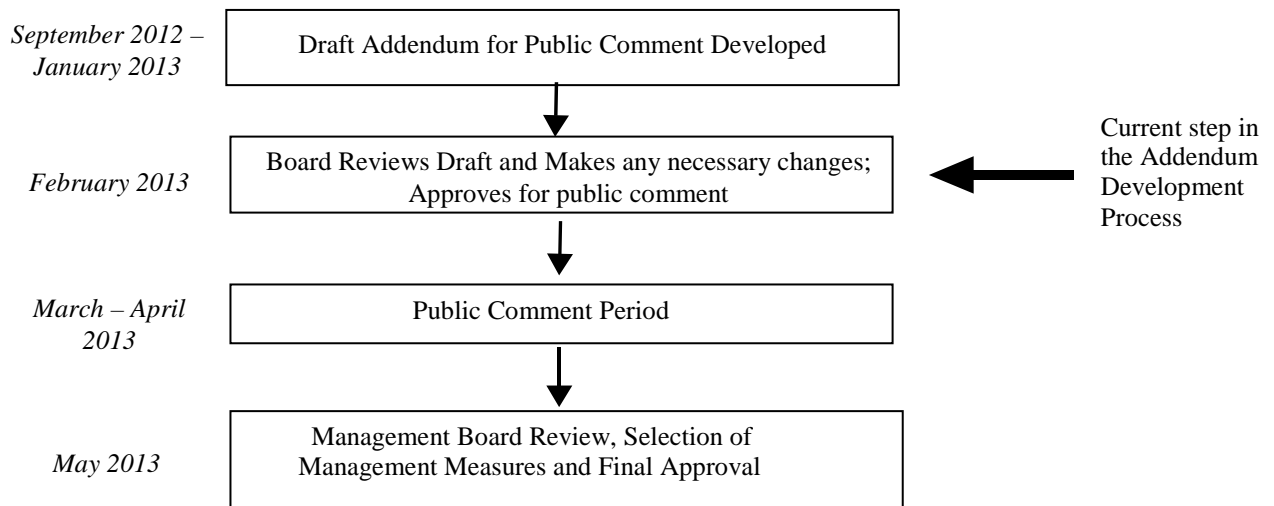 September 2012 –
January 2013
Draft Addendum for Public Comment Developed
February 2013
Board Reviews Draft and Makes any necessary changes;
Approves for public comment
Current step in
the Addendum
Development
Process
March – April
2013
Public Comment Period
May 2013
Management Board Review, Selection of
Management Measures and Final Approval